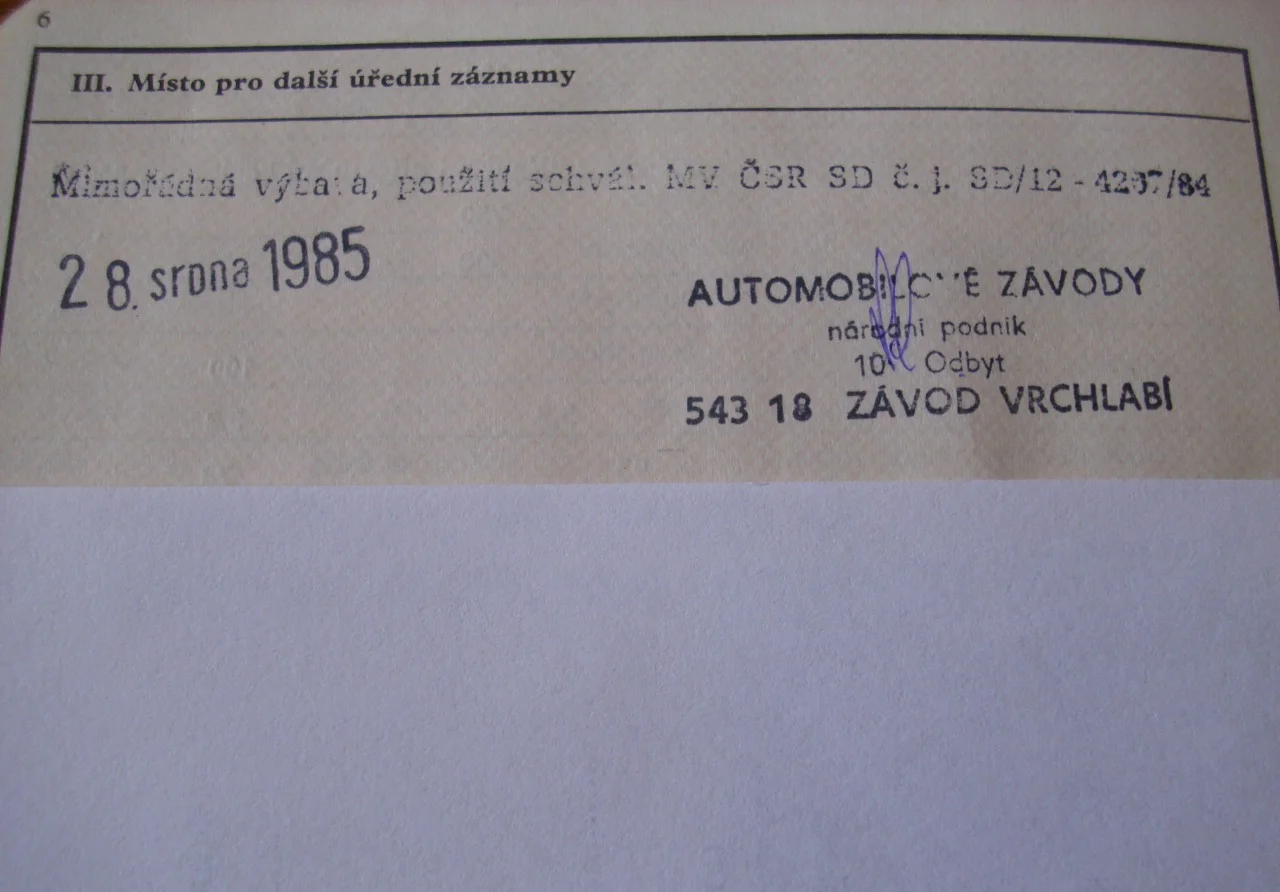 6
III. Místo pro další úřední záznamy
Mimořádná výbava, použití schvál. MV ČSR SD č. j. SD/12 - 4207/84
28. srpna 1985
AUTOMOBILOVÉ ZÁVODY
národní podnik
10 Odbyt
543 18 ZÁVOD VRCHLABÍ